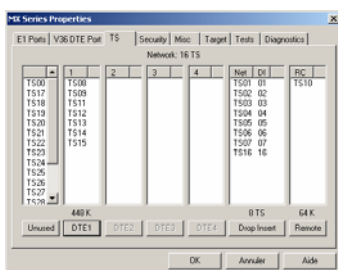 MX Series Properties
E1 Ports V36 DTE Port TS Security Misc Target Tests Diagnostics
Network: 16 TS
1 2 3 4 Net DI RC
TS00 TS08 TS01 01 TS10
TS17 TS09 TS02 02
TS18 TS11 TS03 03
TS19 TS12 TS04 04
TS20 TS13 TS05 05
TS21 TS14 TS06 06
TS22 TS15 TS07 07
TS23 TS16 16
TS24
TS25
TS26
TS27
TS28
448 K 8 TS 64 K
Unused DTE1 DTE2 DTE3 DTE4 Drop Insert Remote
OK Annuler Aide